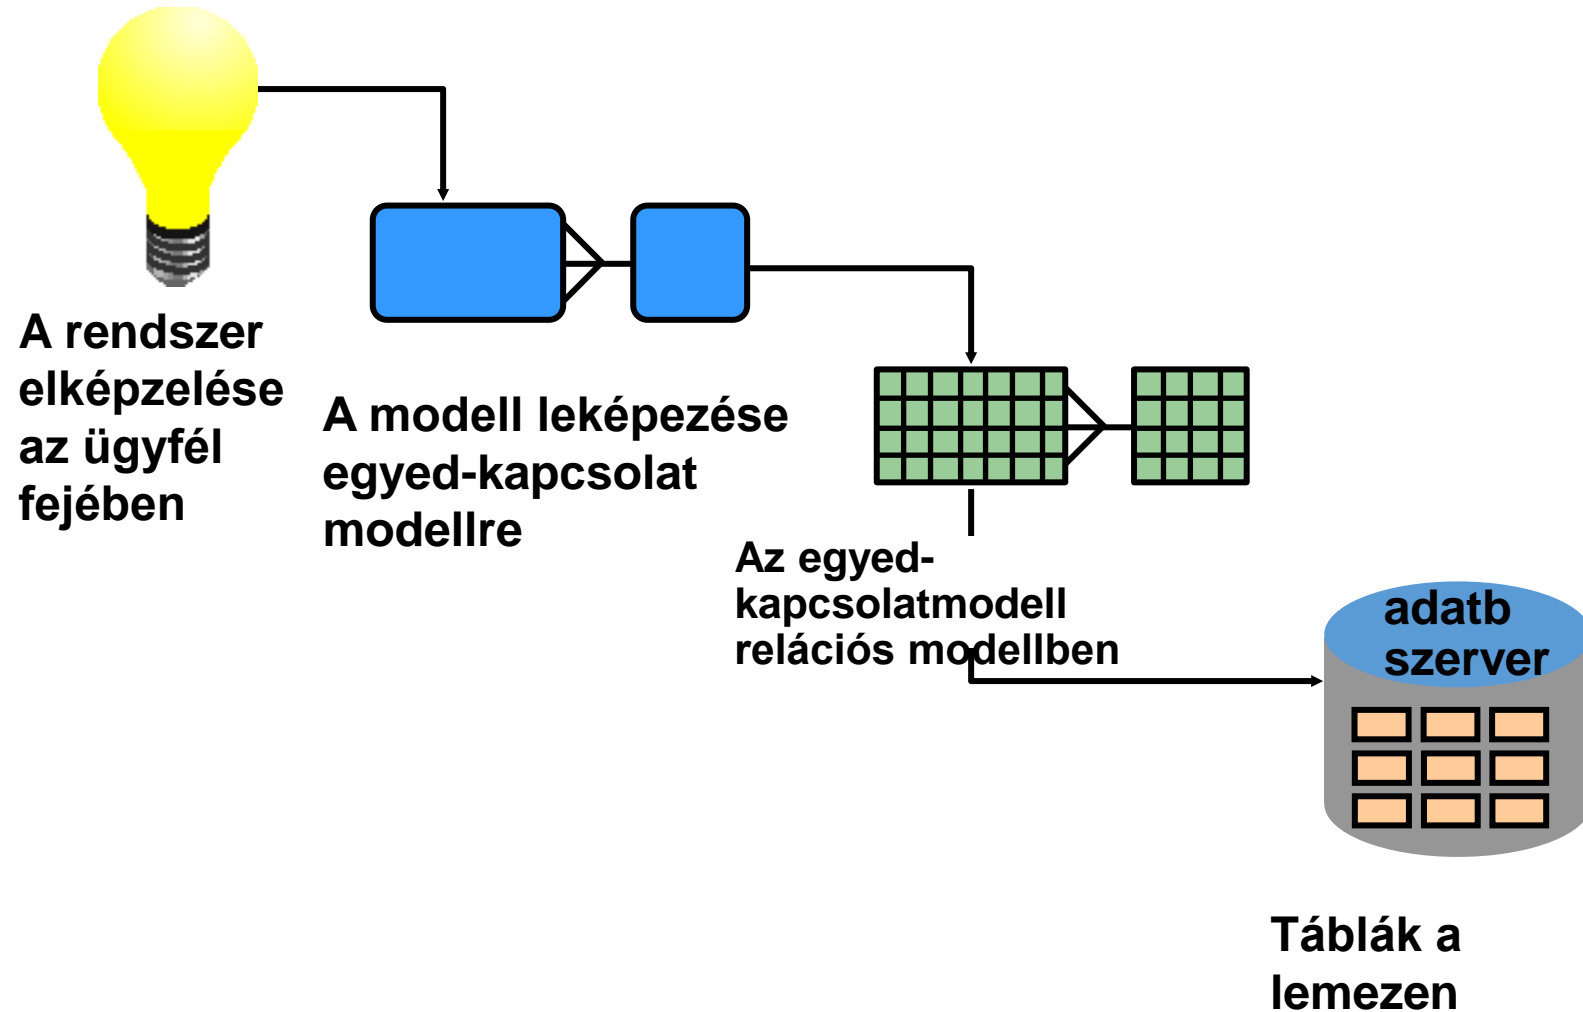 A rendszer
elképzelése
az ügyfél
fejében
A modell leképezése
egyed-kapcsolat
modellre
Az egyed-
kapcsolatmodell
relációs modellben
adatb
szerver
Táblák a
lemezen